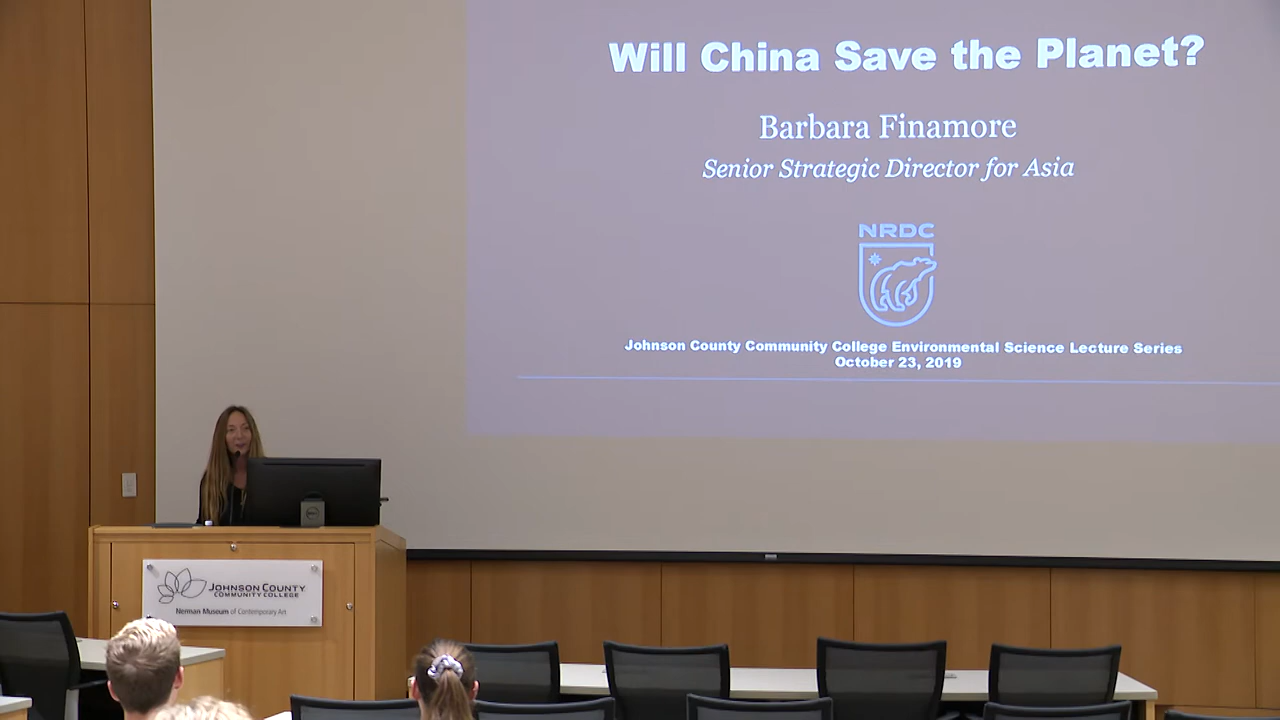 Will China Save the Planet?
Barbara Finamore
Senior Strategic Director for Asia
NRDC
Johnson County Community College Environmental Science Lecture Series
October 23, 2019
JOHNSON COUNTY
COMMUNITY COLLEGE
Nerman Museum of Contemporary Art